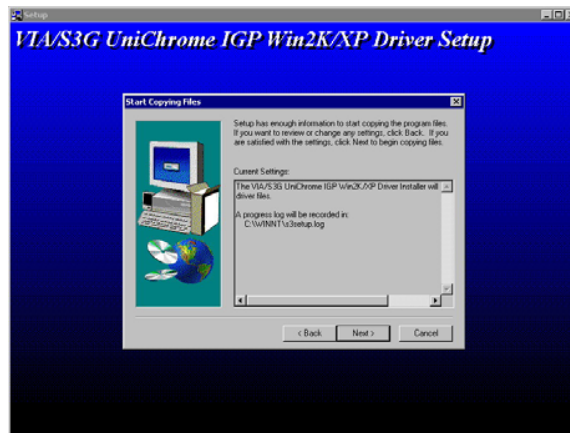 Setup
VIA/S3G UniChrome IGP Win2K/XP Driver Setup
Start Copying Files
Setup has enough information to start copying the program files.
If you want to review or change any settings, click Back. If you
are satisfied with the settings, click Next to begin copying files.
Current Settings:
The VIA/S3G UniChrome IGP Win2K/XP Driver Installer will
driver files.
A progress log will be recorded in:
C:\WINNT\s3setup.log
< Back
Next >
Cancel